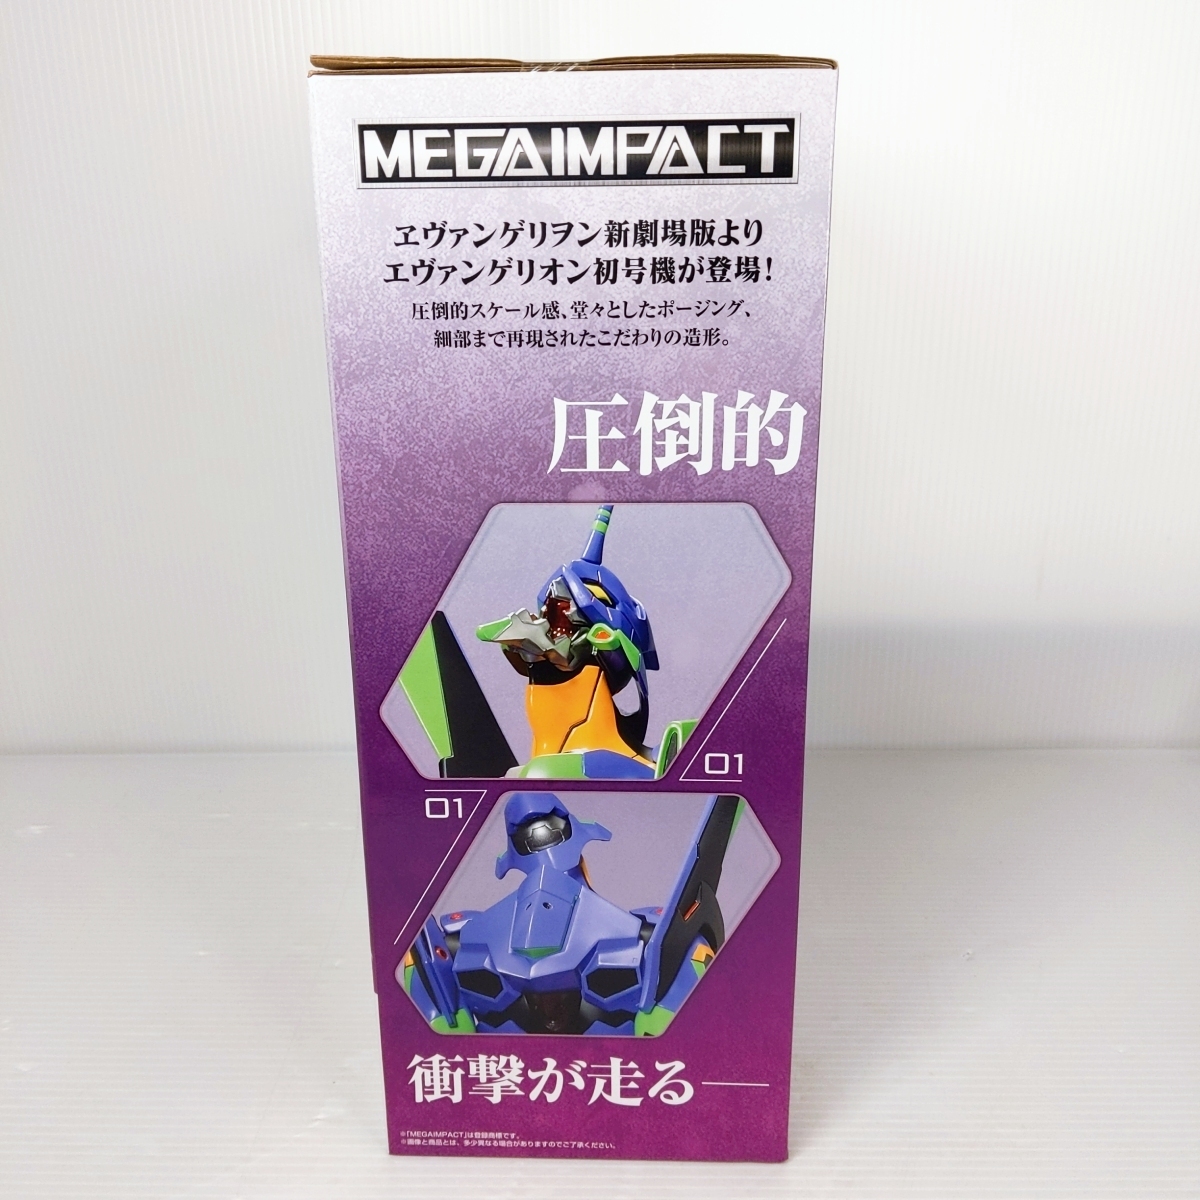 MEGAIMPACT
ヱヴァンゲリヲン新劇場版より
エヴァンゲリオン初号機が登場!
圧倒的スケール感、堂々としたポージング、
細部まで再現されたこだわりの造形。
圧倒的
01
01
衝撃が走る――
※「MEGAIMPACT」は登録商標です。
※画像と商品とは、多少異なる場合がありますのでご了承ください。